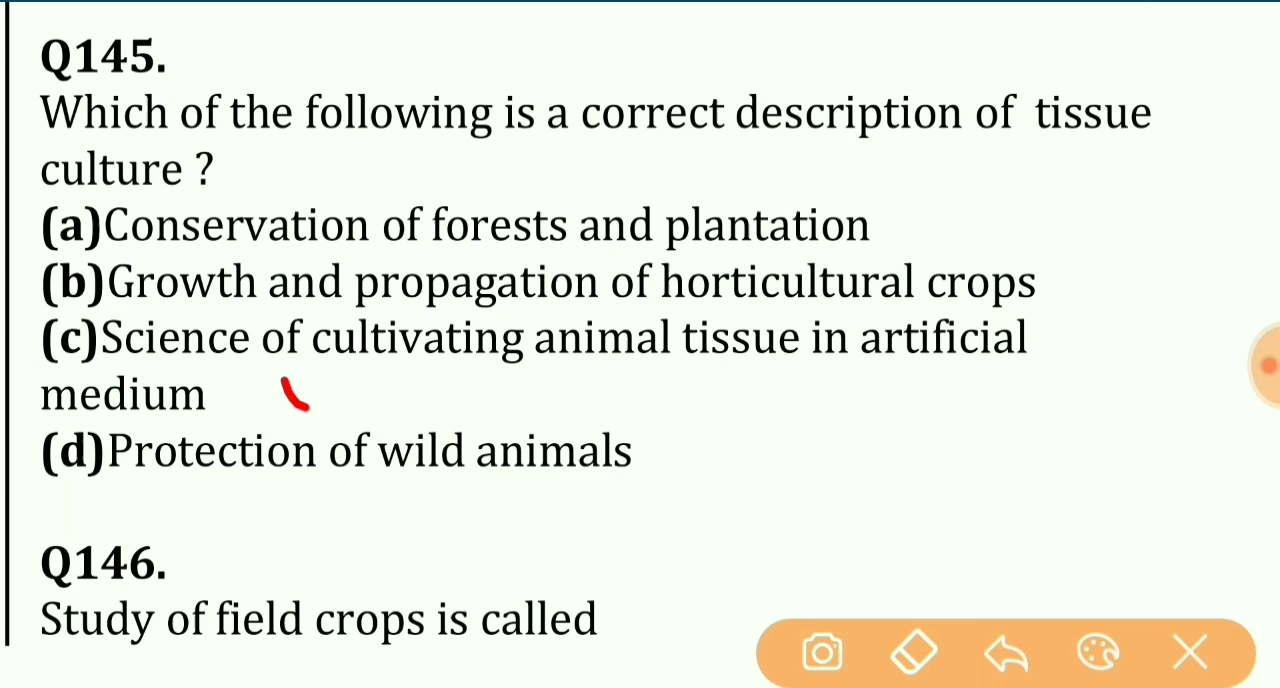 Q145.
Which of the following is a correct description of tissue
culture ?
(a)Conservation of forests and plantation
(b)Growth and propagation of horticultural crops
(c)Science of cultivating animal tissue in artificial
medium
(d)Protection of wild animals
Q146.
Study of field crops is called